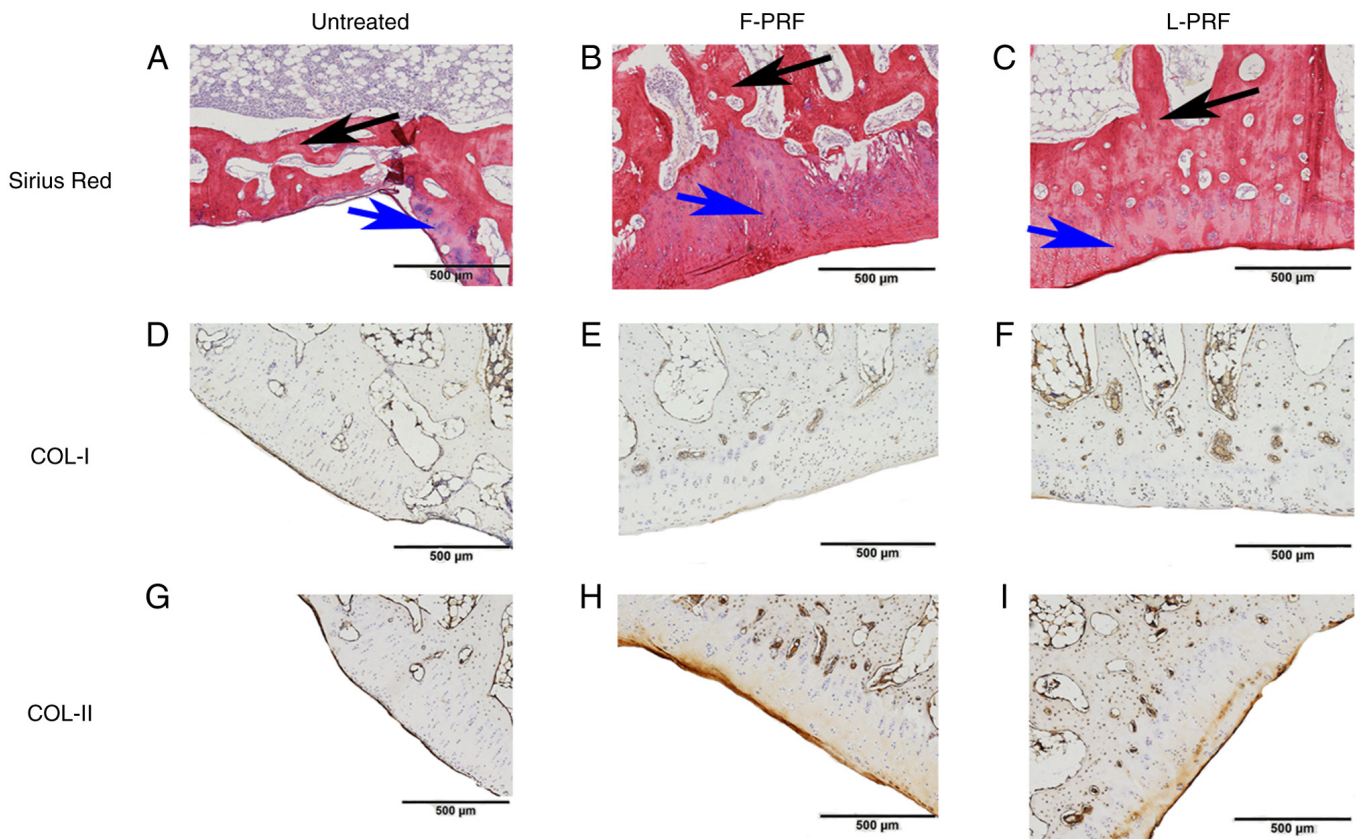 Untreated F-PRF L-PRF
A B C
Sirius Red
500 µm 500 µm 500 µm
D E F
COL-I
500 µm 500 µm 500 µm
G H I
COL-II
500 µm 500 µm 500 µm